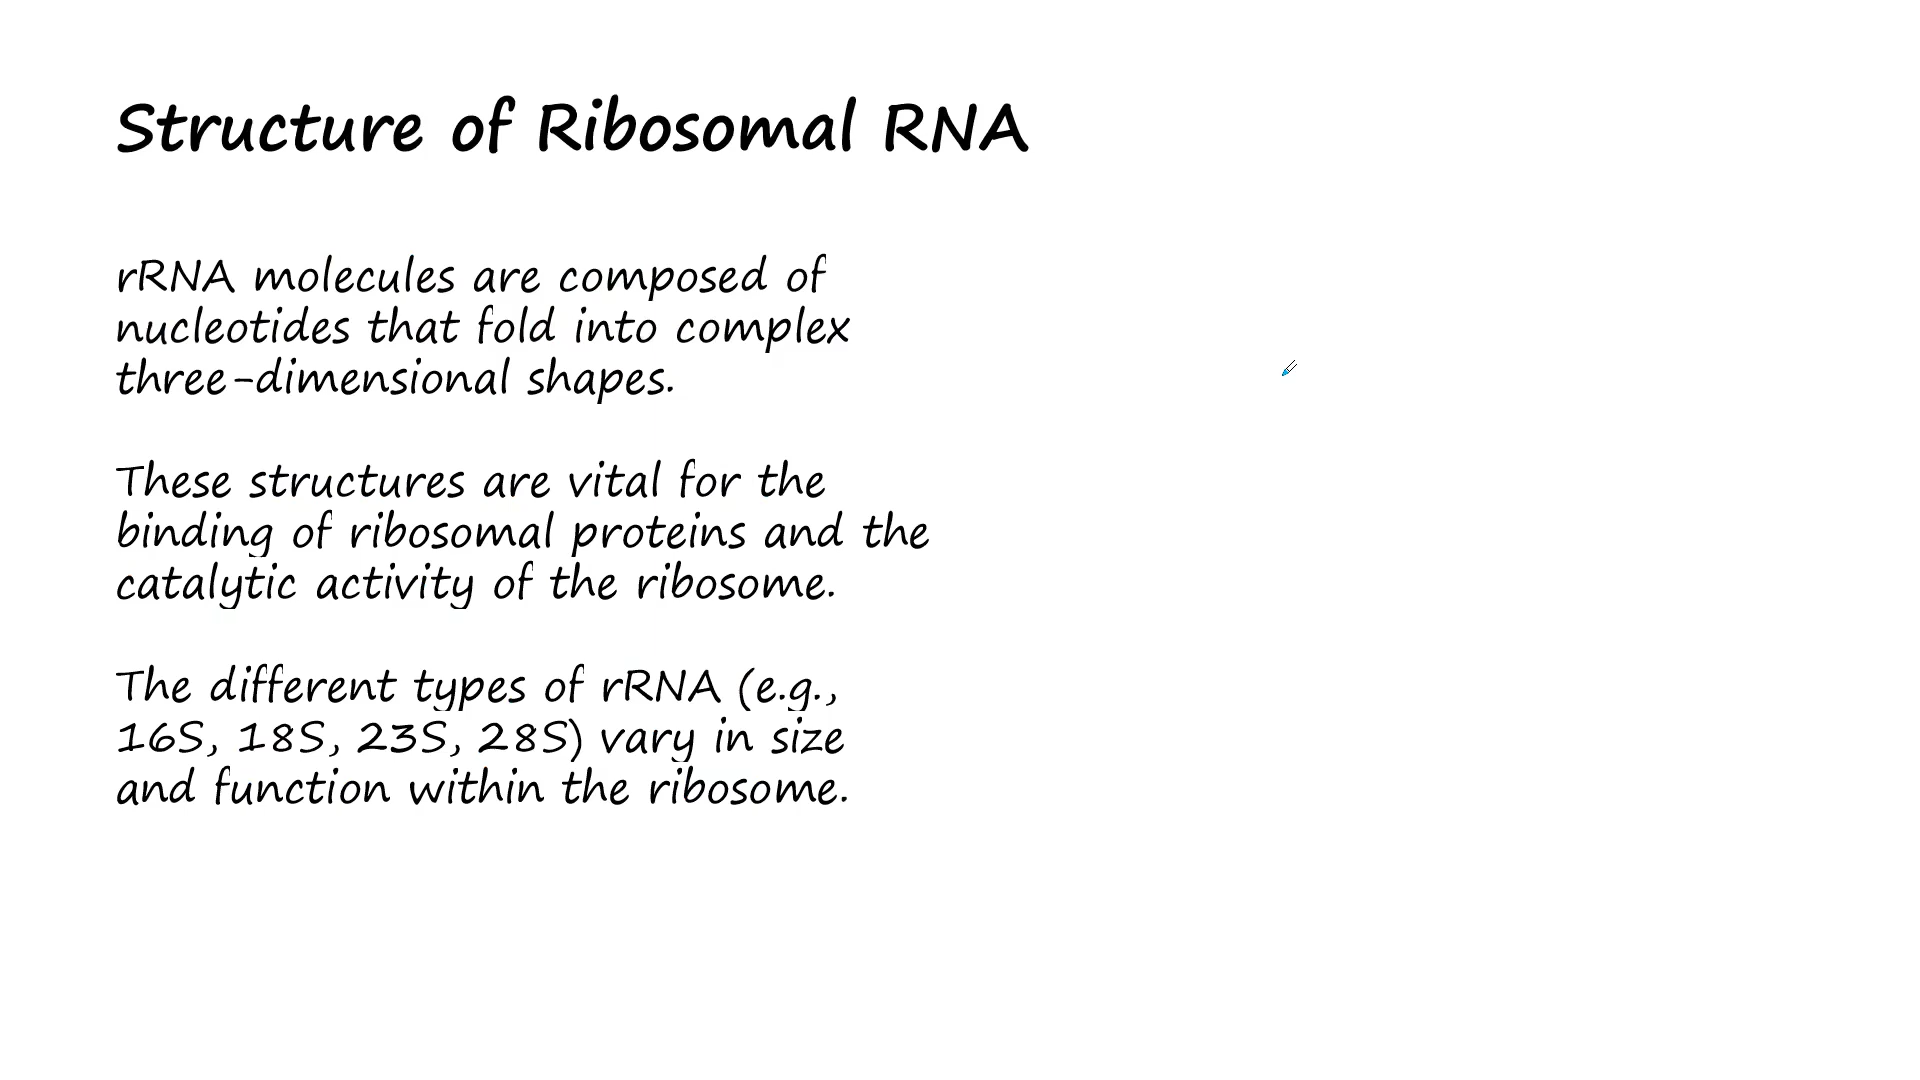 Structure of Ribosomal RNA
rRNA molecules are composed of
nucleotides that fold into complex
three-dimensional shapes.
These structures are vital for the
binding of ribosomal proteins and the
catalytic activity of the ribosome.
The different types of rRNA (e.g.,
16S, 18S, 23S, 28S) vary in size
and function within the ribosome.